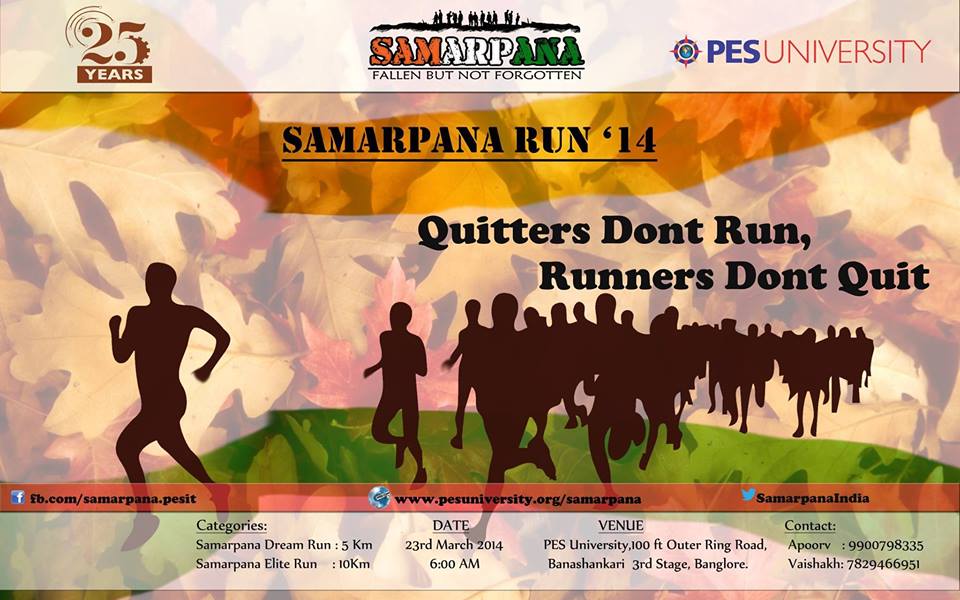 25
YEARS
SAMARPANA
FALLEN BUT NOT FORGOTTEN
PES UNIVERSITY
SAMARPANA RUN ‘14
Quitters Dont Run,
Runners Dont Quit
fb.com/samarpana.pesit
www.pesuniversity.org/samarpana
SamarpanaIndia
Categories:
Samarpana Dream Run : 5 Km
Samarpana Elite Run : 10Km
DATE
23rd March 2014
6:00 AM
VENUE
PES University,100 ft Outer Ring Road,
Banashankari 3rd Stage, Banglore.
Contact:
Apoorv : 9900798335
Vaishakh: 7829466951